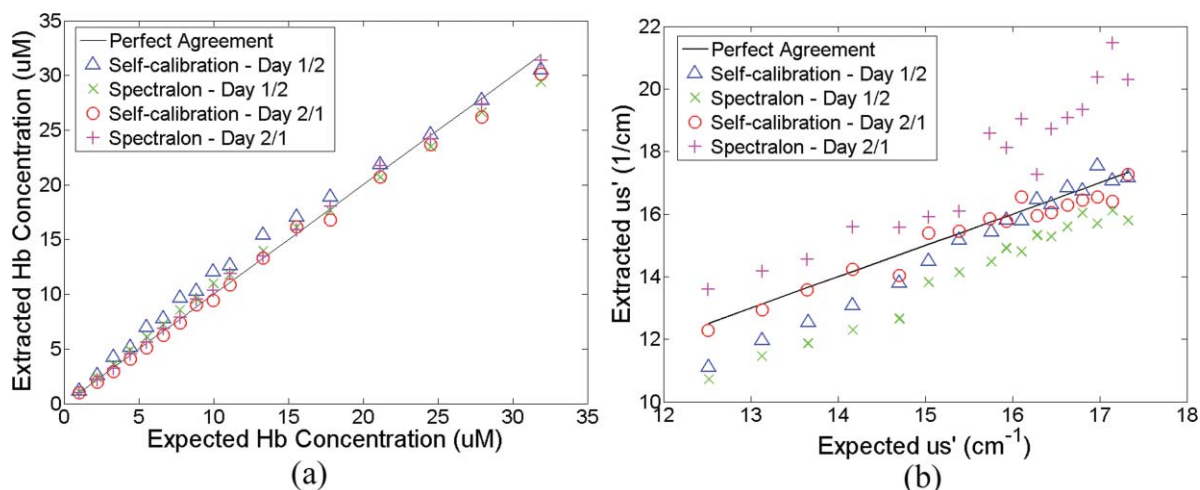 35
30
25
20
15
10
5
0
Extracted Hb Concentration (uM)
Perfect Agreement
Self-calibration - Day 1/2
Spectralon - Day 1/2
Self-calibration - Day 2/1
Spectralon - Day 2/1
0 5 10 15 20 25 30 35
Expected Hb Concentration (uM)
(a)
22
20
18
16
14
12
10
Extracted us' (1/cm)
Perfect Agreement
Self-calibration - Day 1/2
Spectralon - Day 1/2
Self-calibration - Day 2/1
Spectralon - Day 2/1
12 13 14 15 16 17 18
Expected us' (cm⁻¹)
(b)